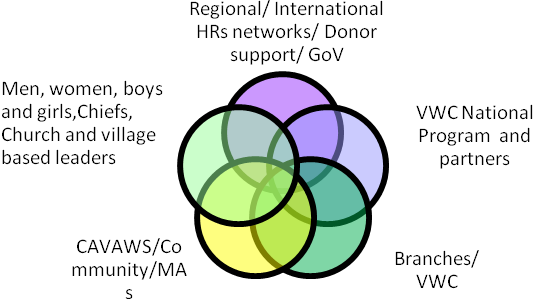 Regional/ International
HRs networks/ Donor
support/ GoV
Men, women, boys
and girls,Chiefs,
Church and village
based leaders
VWC National
Program and
partners
CAVAWS/Co
mmunity/MA
s
Branches/
VWC